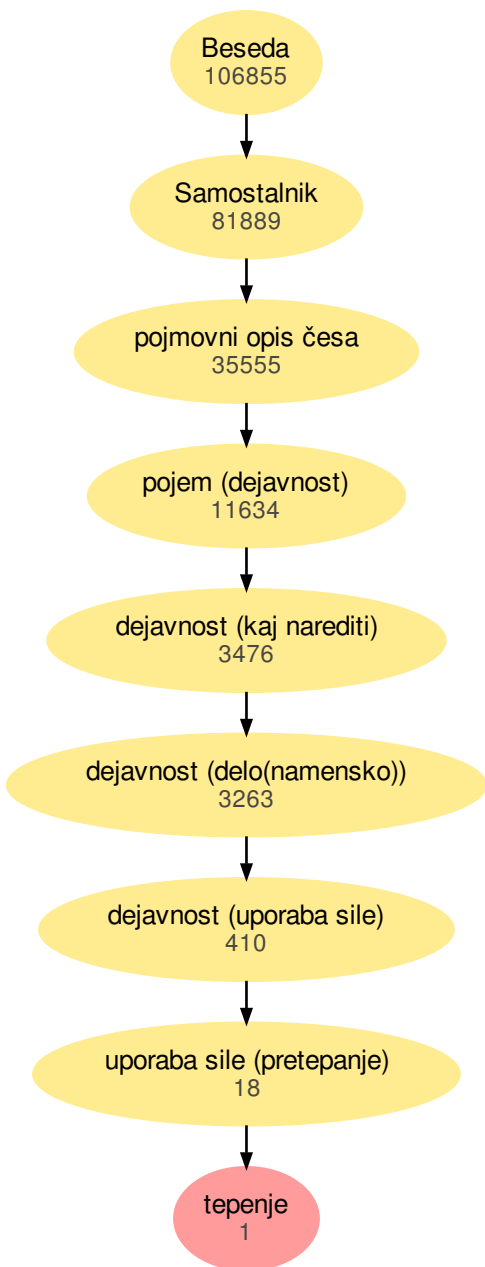 Beseda
106855
Samostalnik
81889
pojmovni opis česa
35555
pojem (dejavnost)
11634
dejavnost (kaj narediti)
3476
dejavnost (delo(namensko))
3263
dejavnost (uporaba sile)
410
uporaba sile (pretepanje)
18
tepenje
1